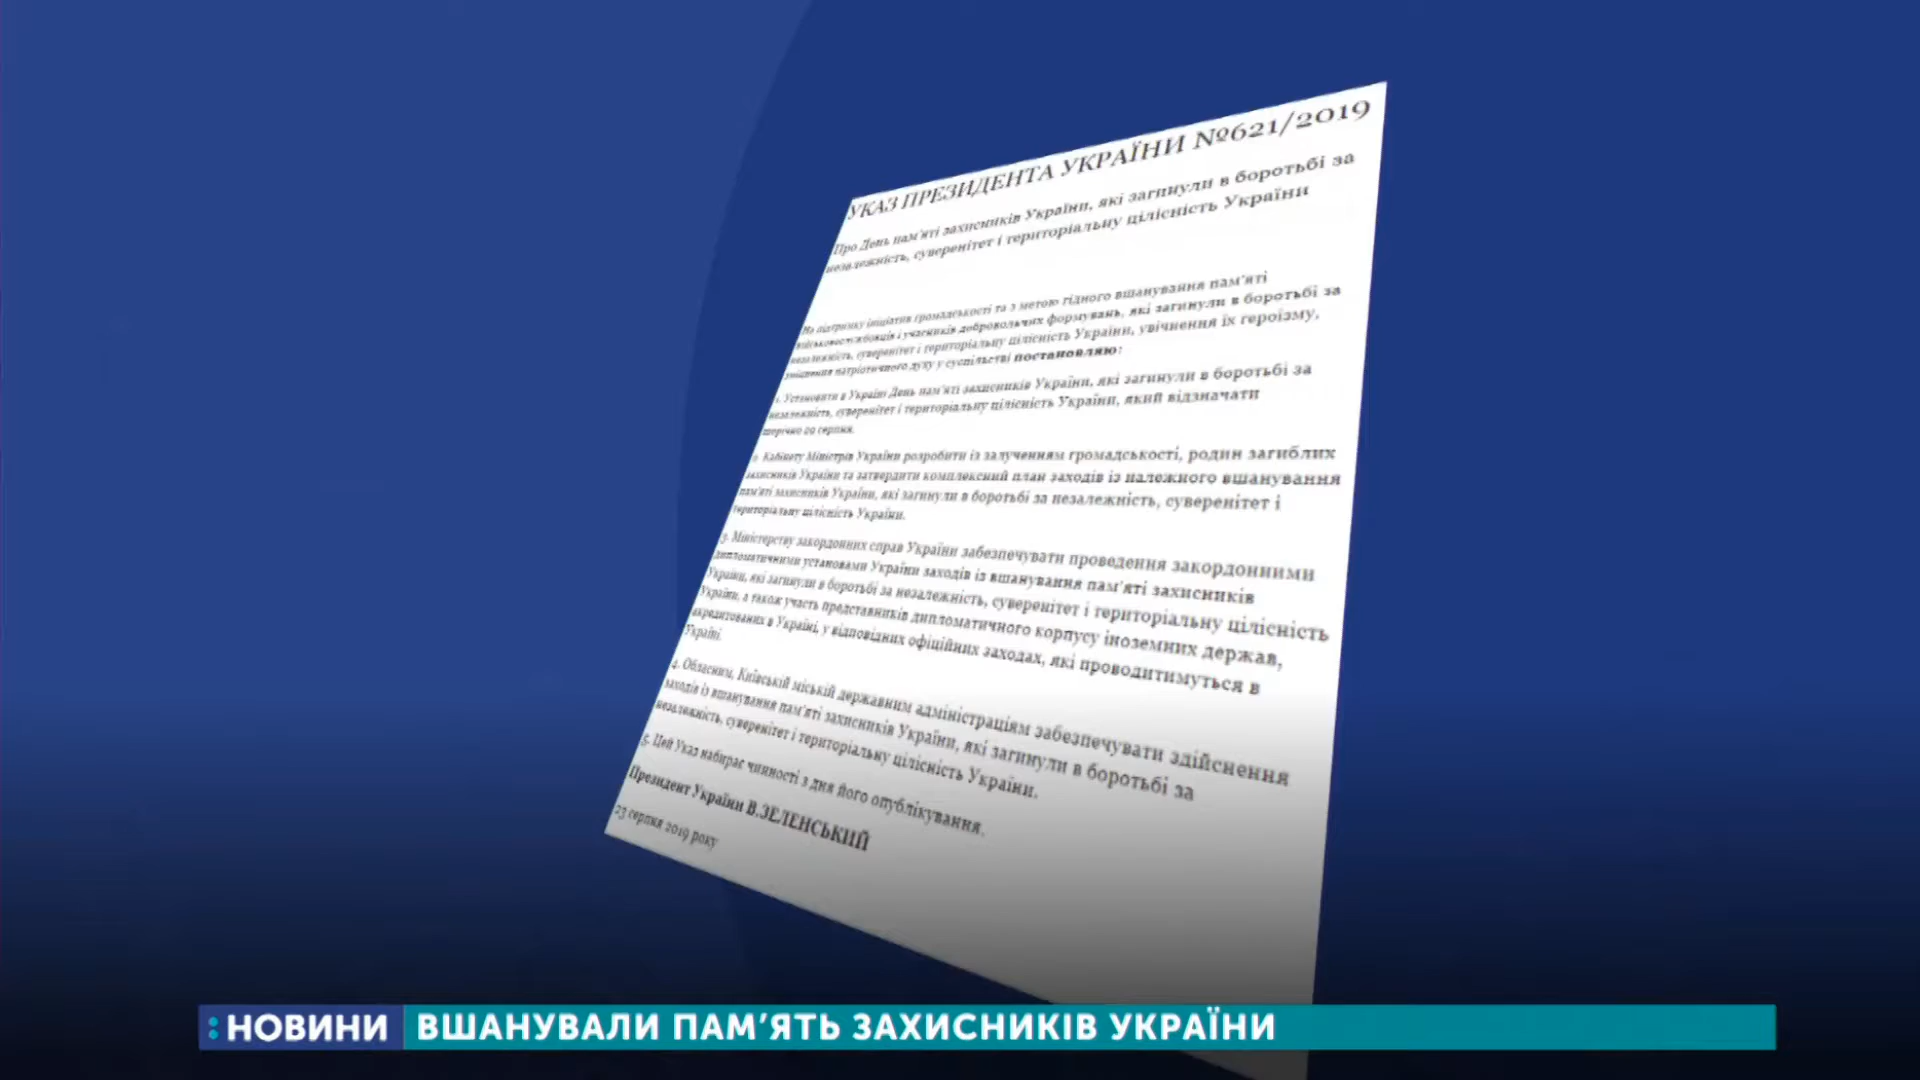 УКАЗ ПРЕЗИДЕНТА УКРАЇНИ №621/2019
Про День пам'яті захисників України, які загинули в боротьбі за
незалежність, суверенітет і територіальну цілісність України
На підтримку ініціатив громадськості та з метою гідного вшанування пам'яті
військовослужбовців і учасників добровольчих формувань, які загинули в боротьбі за
незалежність, суверенітет і територіальну цілісність України, увічнення їх героїзму,
зміцнення патріотичного духу у суспільстві постановляю:
1. Установити в Україні День пам'яті захисників України, які загинули в боротьбі за
незалежність, суверенітет і територіальну цілісність України, який відзначати
щорічно 29 серпня.
2. Кабінету Міністрів України розробити із залученням громадськості, родин загиблих
захисників України та затвердити комплексний план заходів із належного вшанування
пам'яті захисників України, які загинули в боротьбі за незалежність, суверенітет і
територіальну цілісність України.
3. Міністерству закордонних справ України забезпечувати проведення закордонними
дипломатичними установами України заходів із вшанування пам'яті захисників
України, які загинули в боротьбі за незалежність, суверенітет і територіальну цілісність
України, а також участь представників дипломатичного корпусу іноземних держав,
акредитованих в Україні, у відповідних офіційних заходах, які проводитимуться в
Україні.
4. Обласним, Київській міській державним адміністраціям забезпечувати здійснення
заходів із вшанування пам'яті захисників України, які загинули в боротьбі за
незалежність, суверенітет і територіальну цілісність України.
5. Цей Указ набирає чинності з дня його опублікування.
Президент України В.ЗЕЛЕНСЬКИЙ
23 серпня 2019 року
НОВИНИ
ВШАНУВАЛИ ПАМ'ЯТЬ ЗАХИСНИКІВ УКРАЇНИ